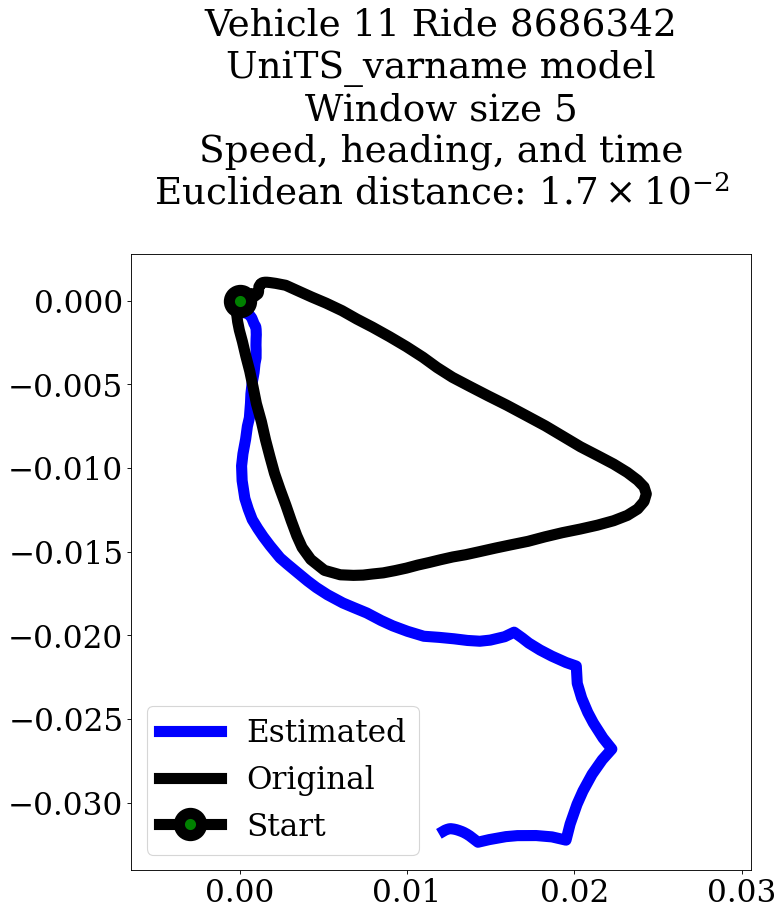 Vehicle 11 Ride 8686342
UniTS_varname model
Window size 5
Speed, heading, and time
Euclidean distance: 1.7 × 10⁻²
0.000
−0.005
−0.010
−0.015
−0.020
−0.025
−0.030
Estimated
Original
Start
0.00
0.01
0.02
0.03